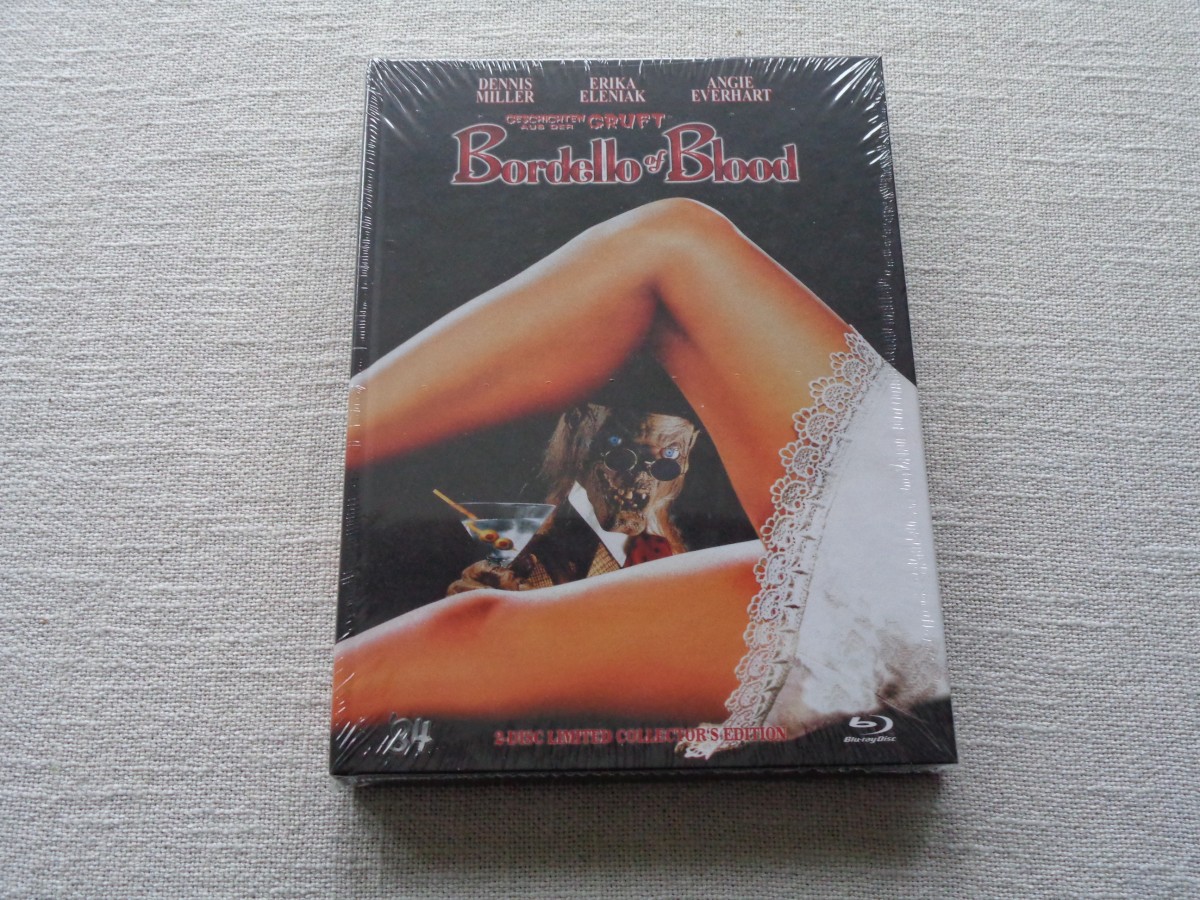 DENNIS MILLER
ERIKA ELENIAK
ANGIE EVERHART
GESCHICHTEN AUS DER GRUFT
Bordello of Blood
84
2-DISC LIMITED COLLECTOR'S EDITION
Blu-ray Disc